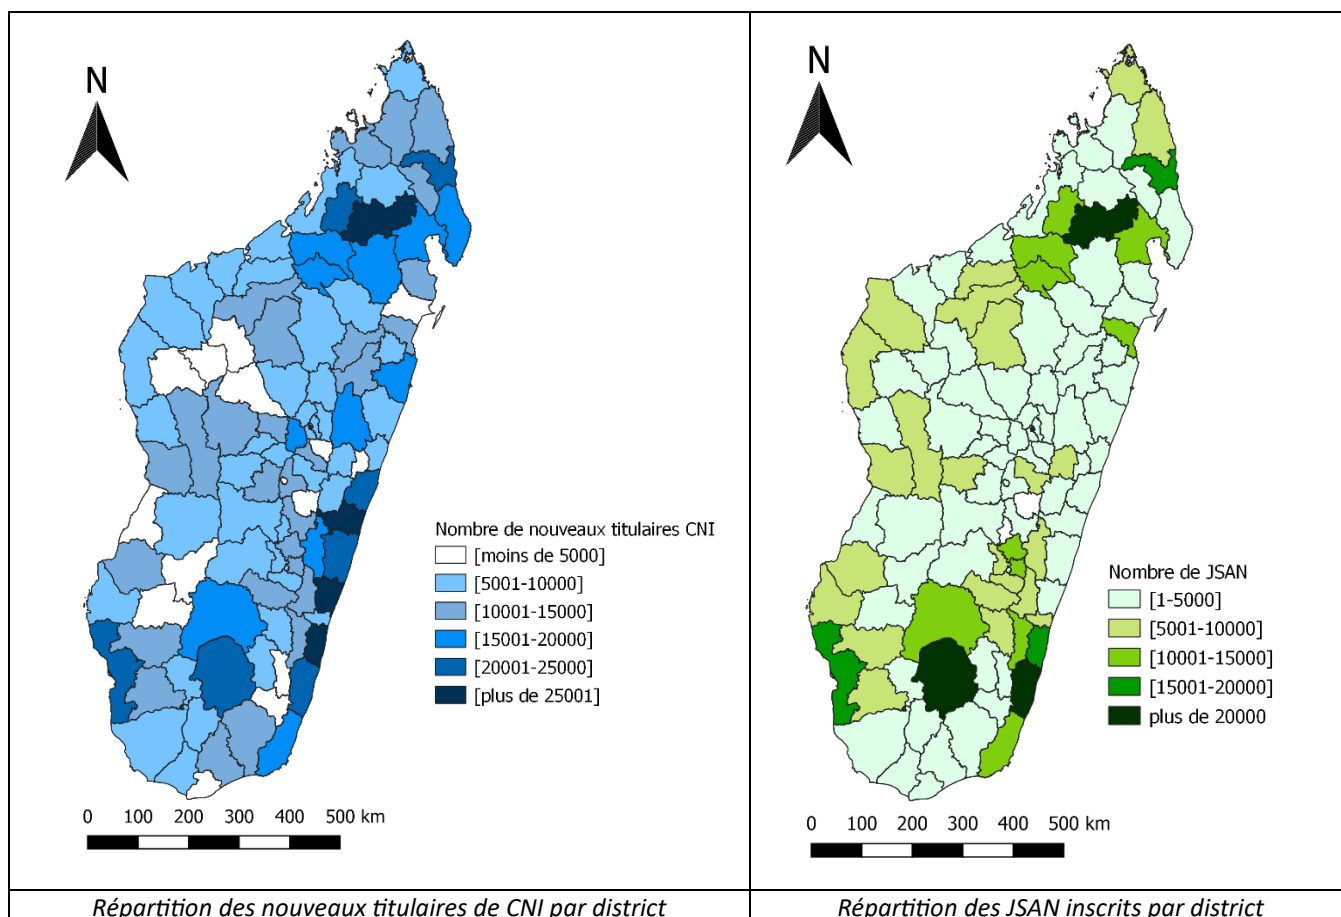 N
Nombre de nouveaux titulaires CNI
[moins de 5000]
[5001-10000]
[10001-15000]
[15001-20000]
[20001-25000]
[plus de 25001]
0 100 200 300 400 500 km
Répartition des nouveaux titulaires de CNI par district
N
Nombre de JSAN
[1-5000]
[5001-10000]
[10001-15000]
[15001-20000]
plus de 20000
0 100 200 300 400 500 km
Répartition des JSAN inscrits par district